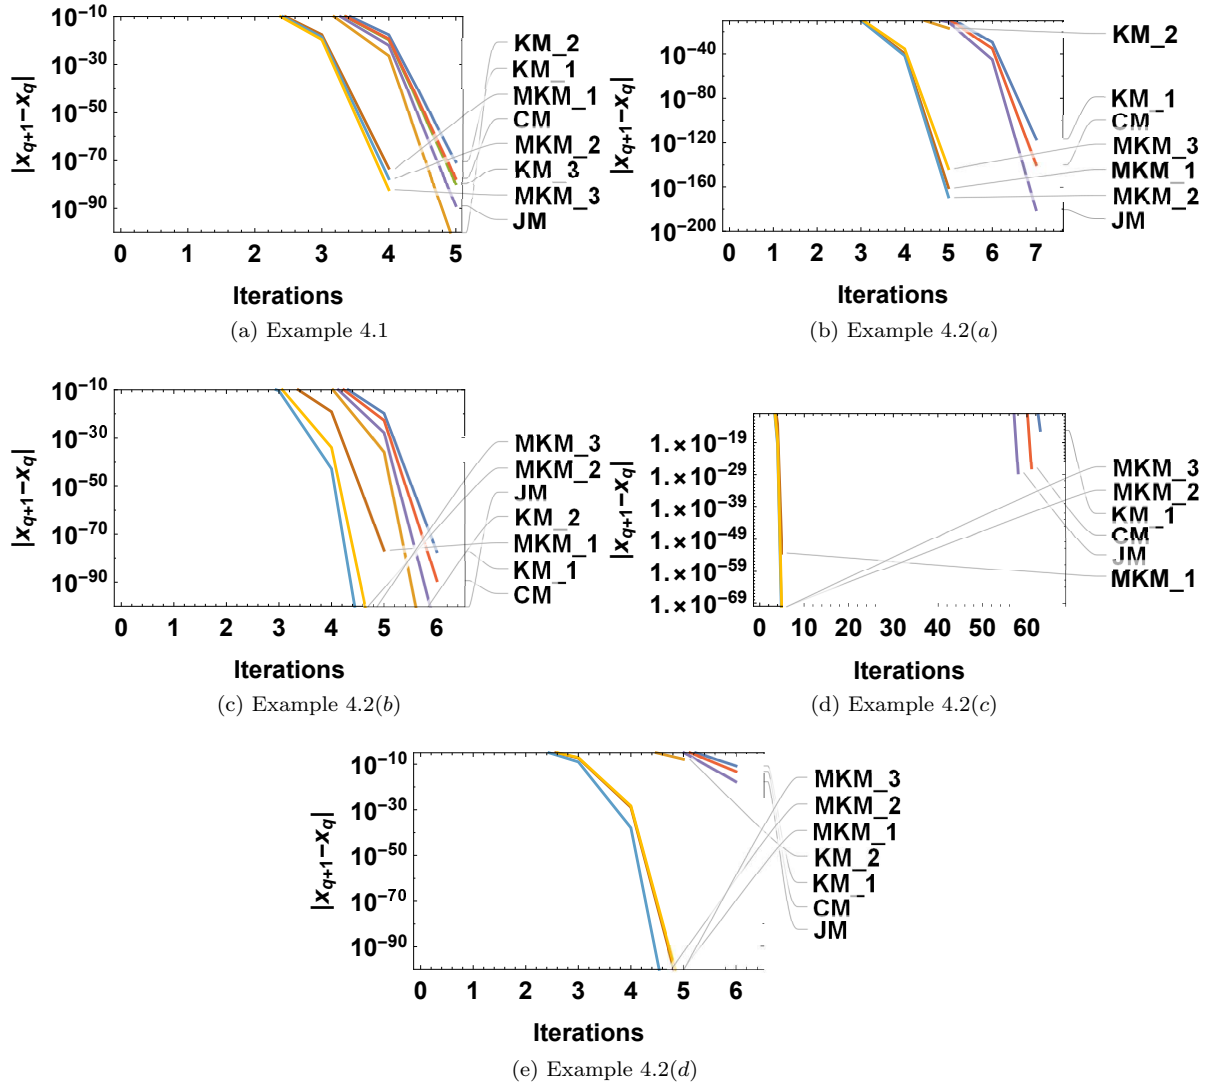 10^-10
10^-30
10^-50
10^-70
10^-90
|x_{q+1}-x_q|
0 1 2 3 4 5
Iterations
KM_2
KM_1
MKM_1
CM
MKM_2
KM_3
MKM_3
JM
(a) Example 4.1
10^-40
10^-80
10^-120
10^-160
10^-200
|x_{q+1}-x_q|
0 1 2 3 4 5 6 7
Iterations
KM_2
KM_1
CM
MKM_3
MKM_1
MKM_2
JM
(b) Example 4.2(a)
10^-10
10^-30
10^-50
10^-70
10^-90
|x_{q+1}-x_q|
0 1 2 3 4 5 6
Iterations
MKM_3
MKM_2
JM
KM_2
MKM_1
KM_1
CM
(c) Example 4.2(b)
1.×10^-19
1.×10^-29
1.×10^-39
1.×10^-49
1.×10^-59
1.×10^-69
|x_{q+1}-x_q|
0 10 20 30 40 50 60
Iterations
MKM_3
MKM_2
KM_1
CM
JM
MKM_1
(d) Example 4.2(c)
10^-10
10^-30
10^-50
10^-70
10^-90
|x_{q+1}-x_q|
0 1 2 3 4 5 6
Iterations
MKM_3
MKM_2
MKM_1
KM_2
KM_1
CM
JM
(e) Example 4.2(d)